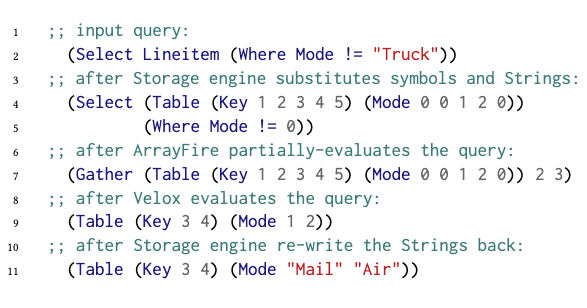 1 ;; input query:
2 (Select Lineitem (Where Mode != "Truck"))
3 ;; after Storage engine substitutes symbols and Strings:
4 (Select (Table (Key 1 2 3 4 5) (Mode 0 0 1 2 0))
5 (Where Mode != 0))
6 ;; after ArrayFire partially-evaluates the query:
7 (Gather (Table (Key 1 2 3 4 5) (Mode 0 0 1 2 0)) 2 3)
8 ;; after Velox evaluates the query:
9 (Table (Key 3 4) (Mode 1 2))
10 ;; after Storage engine re-write the Strings back:
11 (Table (Key 3 4) (Mode "Mail" "Air"))